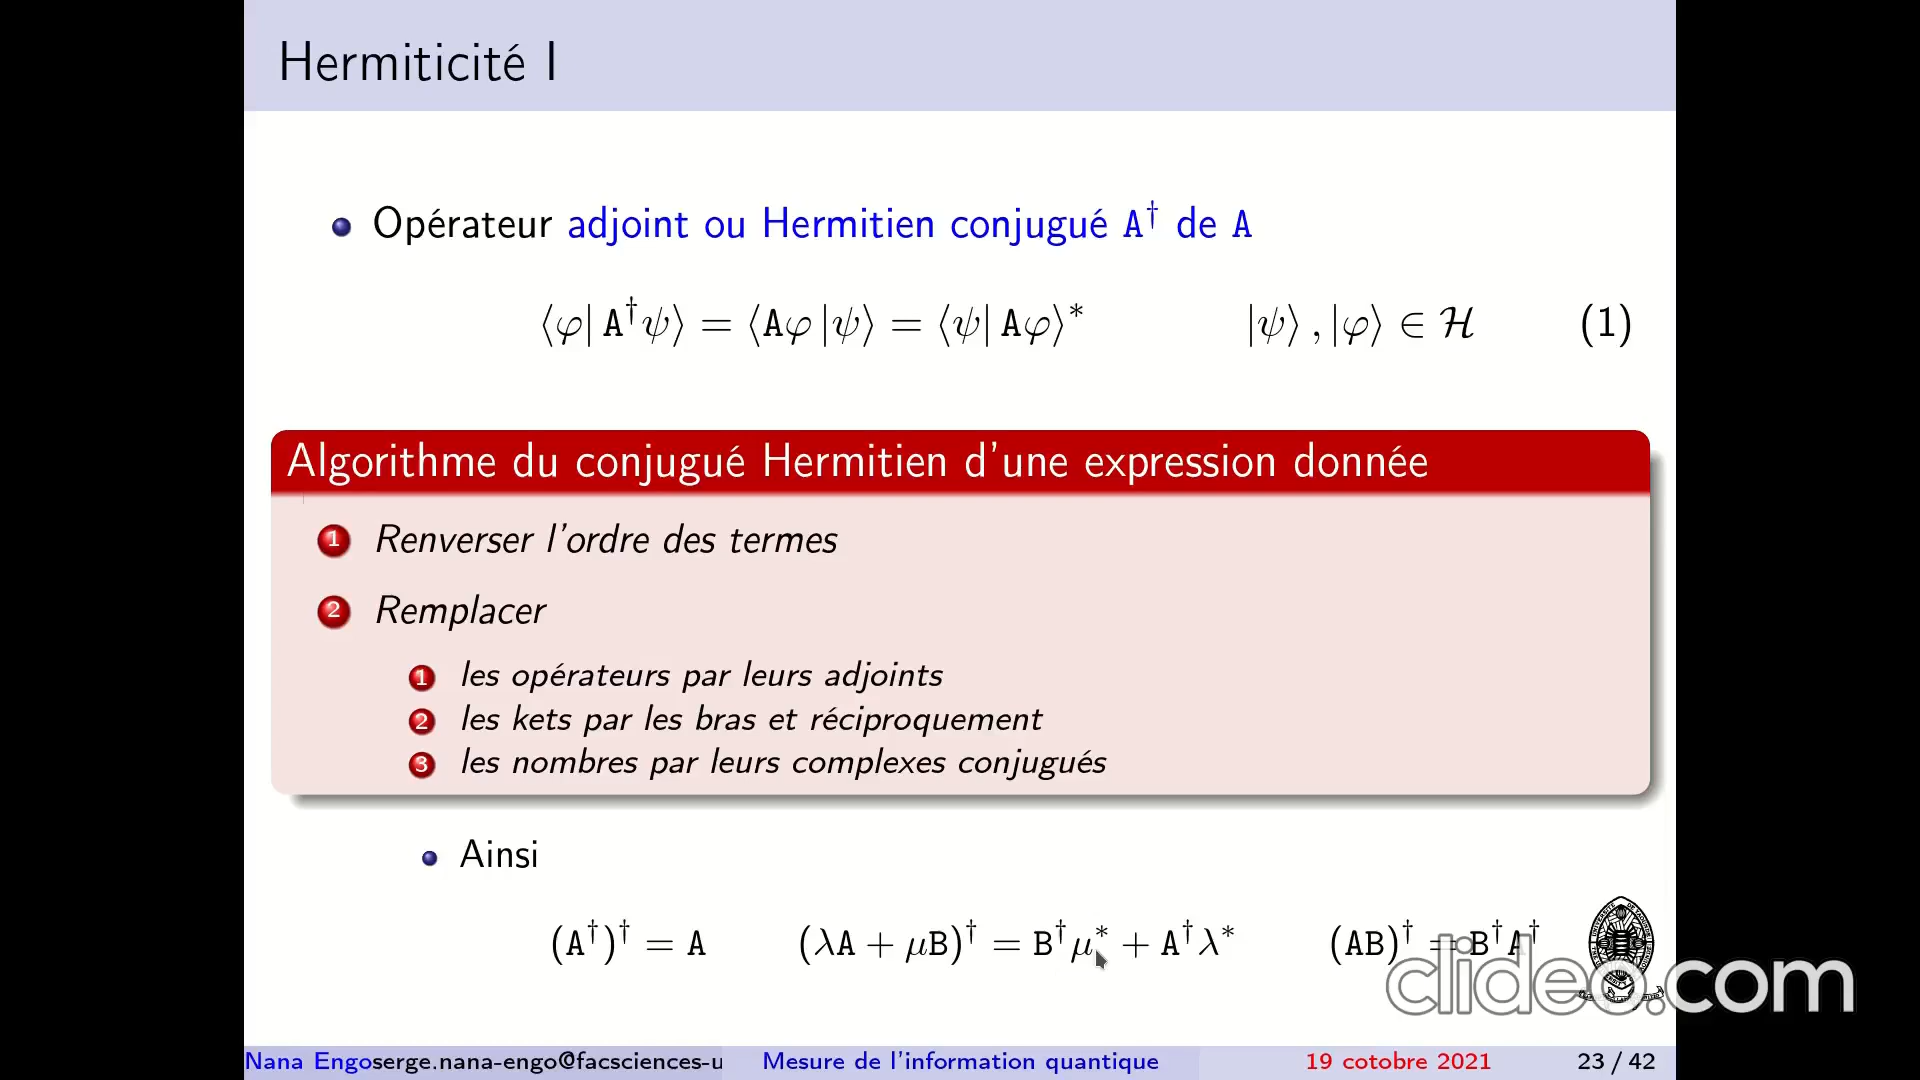 Hermiticité I
Opérateur adjoint ou Hermitien conjugué A† de A
⟨φ| A†ψ⟩ = ⟨Aφ |ψ⟩ = ⟨ψ| Aφ⟩* |ψ⟩ , |φ⟩ ∈ ℋ (1)
Algorithme du conjugué Hermitien d'une expression donnée
1 Renverser l'ordre des termes
2 Remplacer
1 les opérateurs par leurs adjoints
2 les kets par les bras et réciproquement
3 les nombres par leurs complexes conjugués
Ainsi
(A†)† = A (λA + μB)† = B†μ* + A†λ* (AB)† = B†A†
clideo.com
Nana Engoserge.nana-engo@facsciences-u Mesure de l'information quantique 19 cotobre 2021 23 / 42